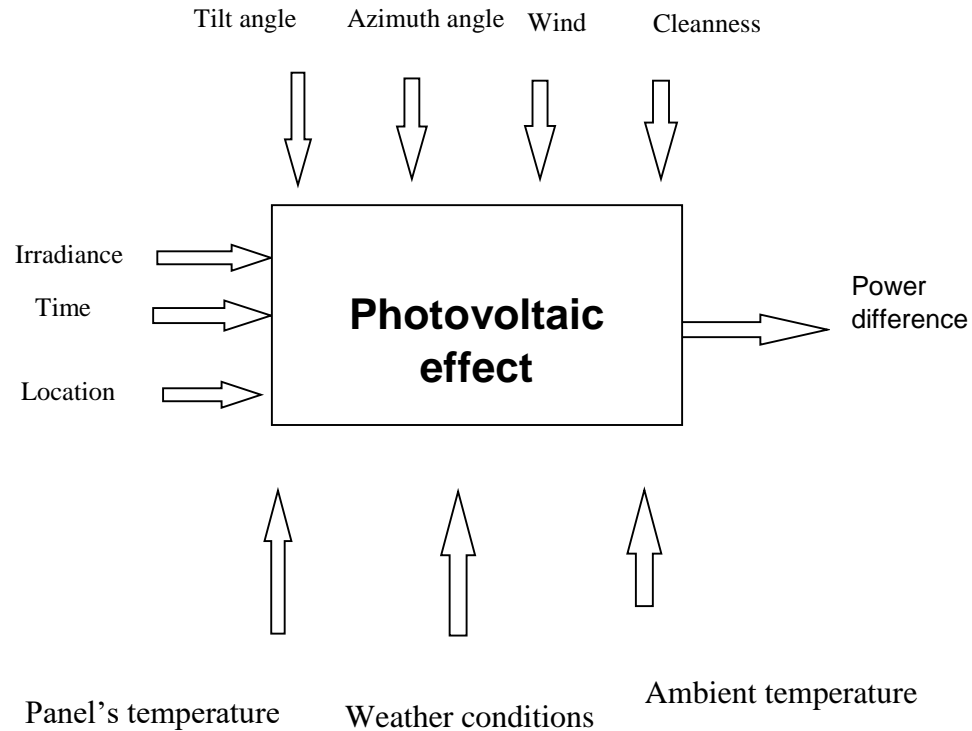 Tilt angle Azimuth angle Wind Cleanness
Irradiance
Time
Location
Photovoltaic
effect
Power
difference
Panel’s temperature Weather conditions Ambient temperature